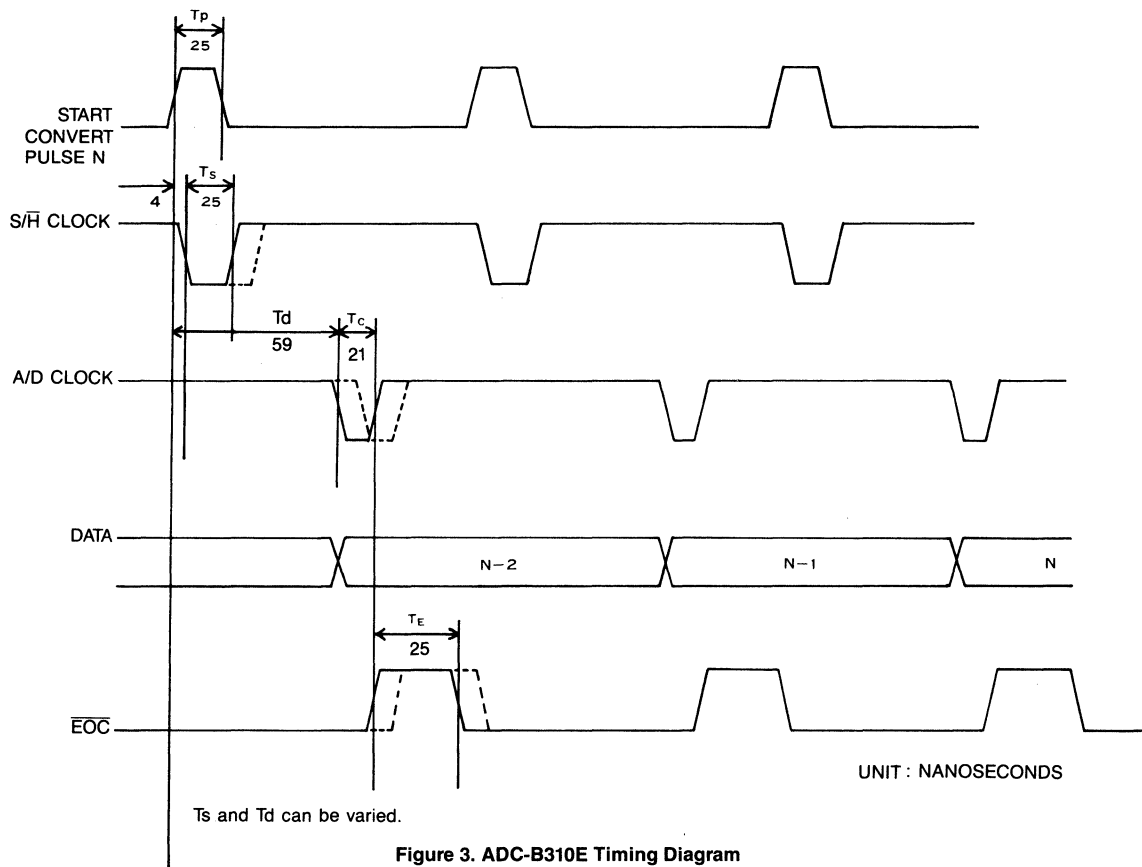 Tp
25
START
CONVERT
PULSE N
Ts
4
25
S/H̅ CLOCK
Td
Tc
59
21
A/D CLOCK
DATA
N-2
N-1
N
TE
25
E̅O̅C̅
UNIT : NANOSECONDS
Ts and Td can be varied.
Figure 3. ADC-B310E Timing Diagram